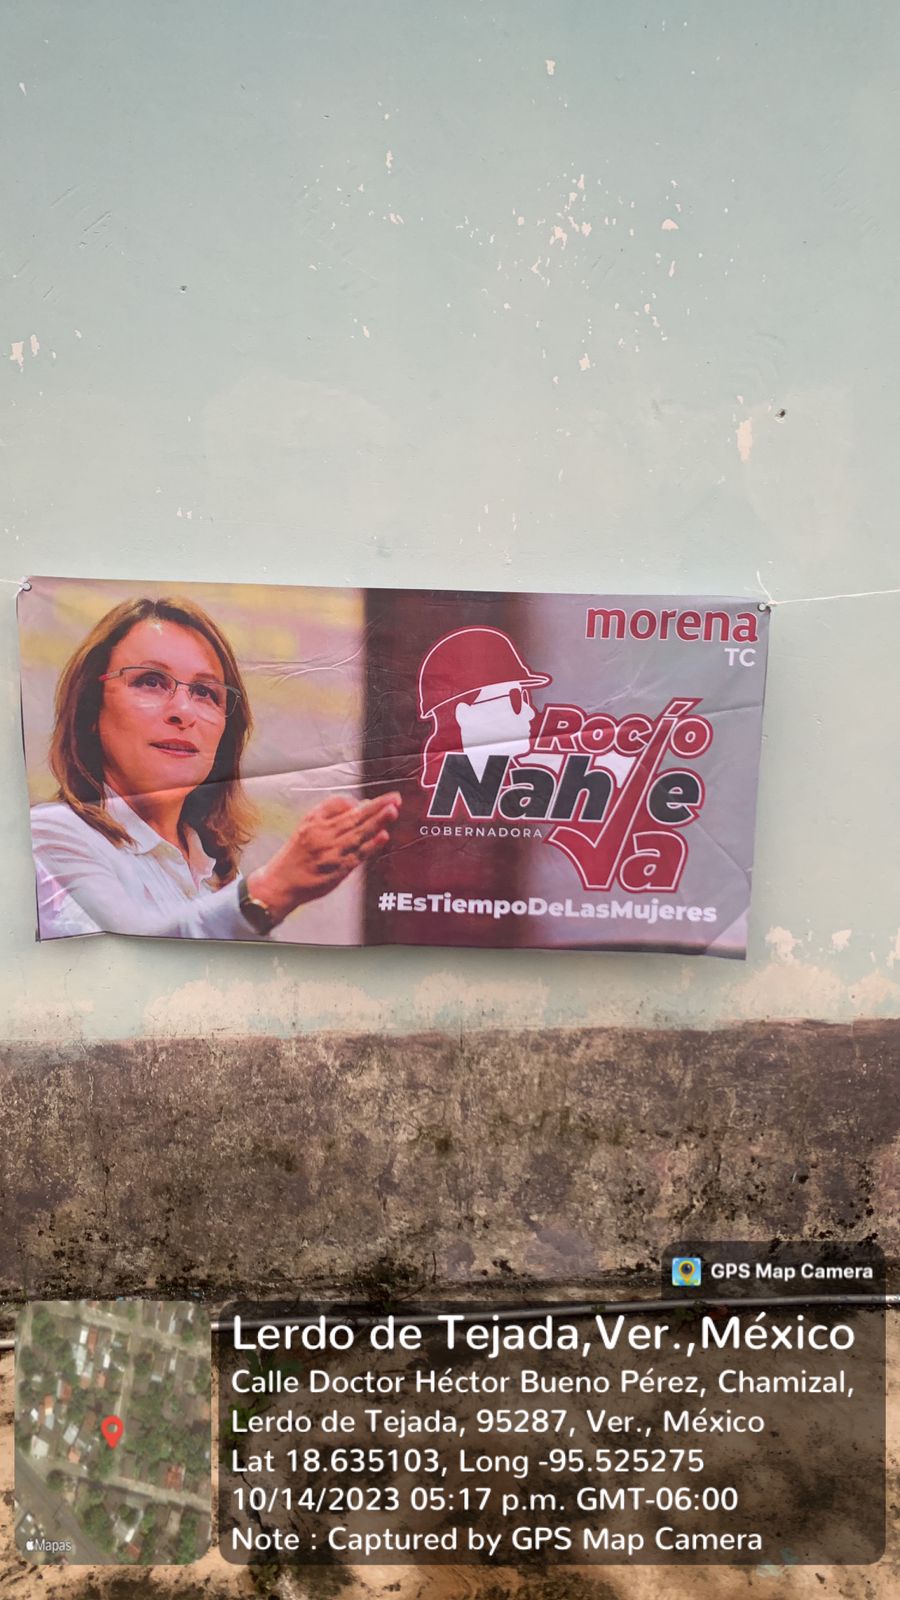 morena
TC
Rocío
Nahle
GOBERNADORA
Va
#EsTiempoDeLasMujeres
GPS Map Camera
Lerdo de Tejada,Ver.,México
Calle Doctor Héctor Bueno Pérez, Chamizal,
Lerdo de Tejada, 95287, Ver., México
Lat 18.635103, Long -95.525275
10/14/2023 05:17 p.m. GMT-06:00
Note : Captured by GPS Map Camera
Mapas